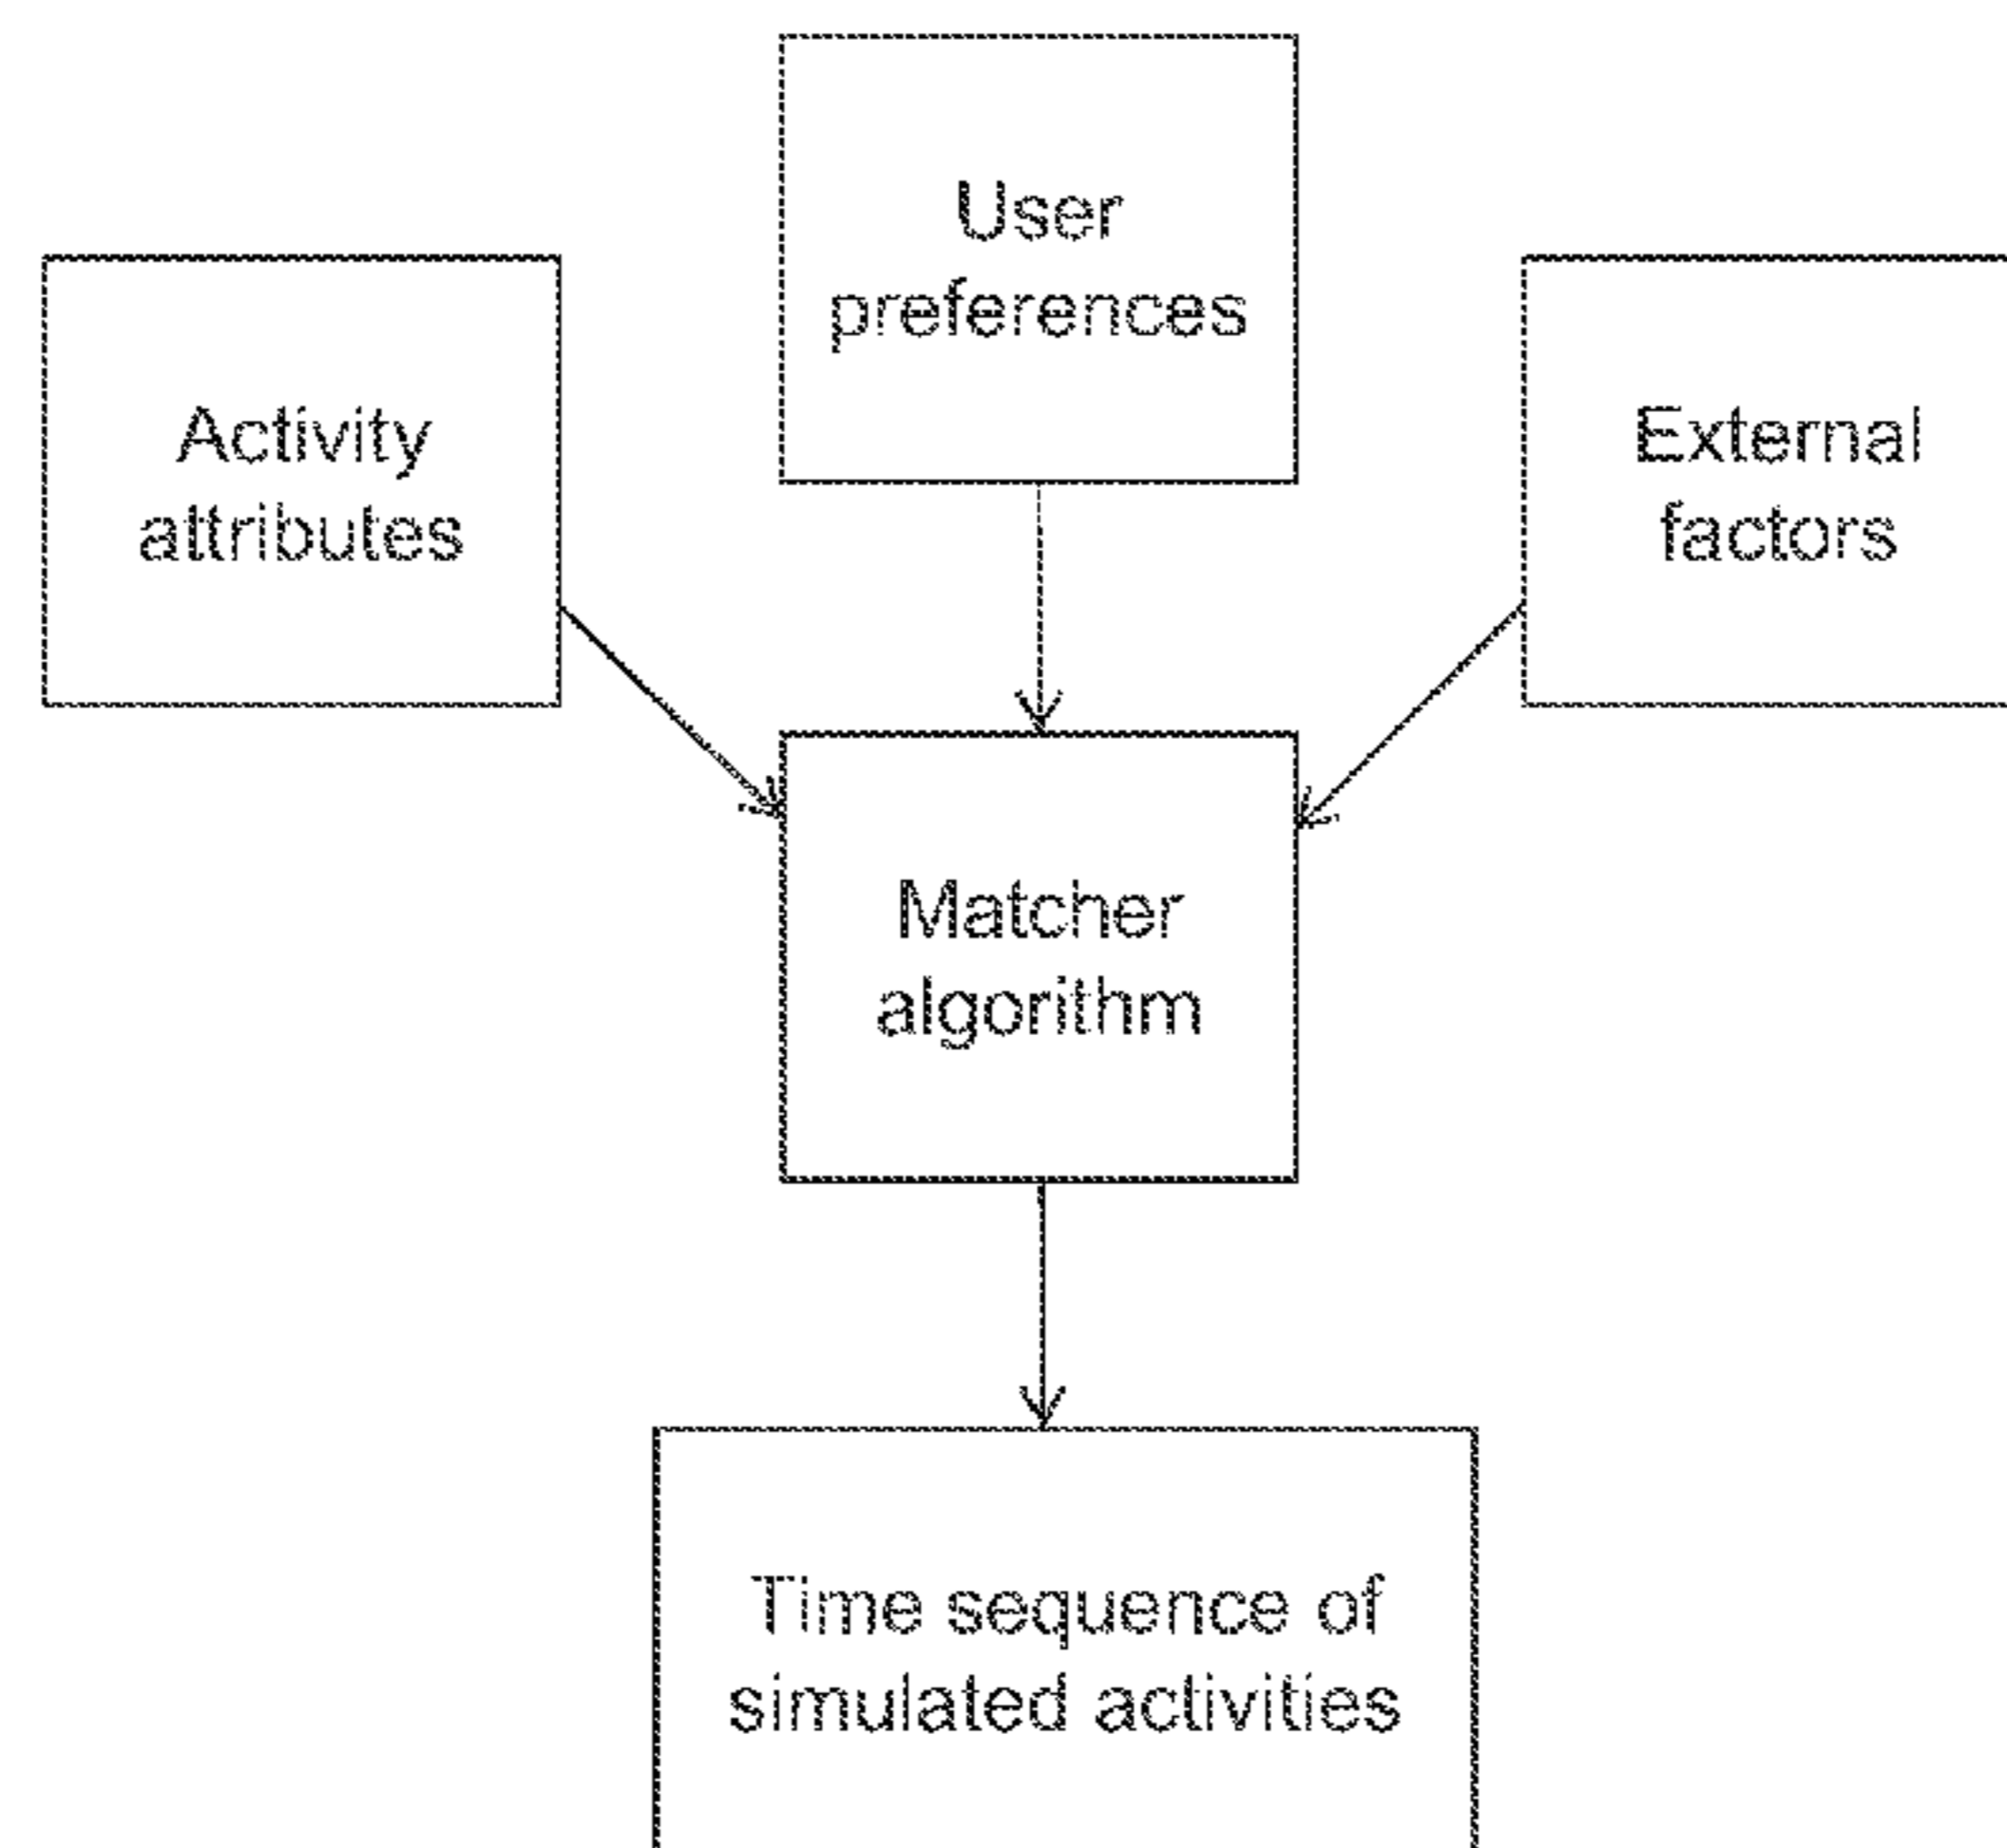 User
preferences
Activity
attributes
External
factors
Matcher
algorithm
Time sequence of
simulated activities